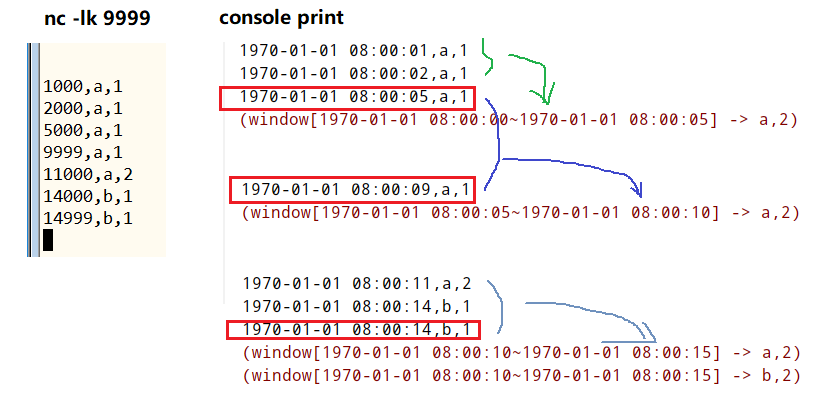 nc -lk 9999
1000,a,1
2000,a,1
5000,a,1
9999,a,1
11000,a,2
14000,b,1
14999,b,1
console print
1970-01-01 08:00:01,a,1
1970-01-01 08:00:02,a,1
1970-01-01 08:00:05,a,1
(window[1970-01-01 08:00:00~1970-01-01 08:00:05] -> a,2)
1970-01-01 08:00:09,a,1
(window[1970-01-01 08:00:05~1970-01-01 08:00:10] -> a,2)
1970-01-01 08:00:11,a,2
1970-01-01 08:00:14,b,1
1970-01-01 08:00:14,b,1
(window[1970-01-01 08:00:10~1970-01-01 08:00:15] -> a,2)
(window[1970-01-01 08:00:10~1970-01-01 08:00:15] -> b,2)